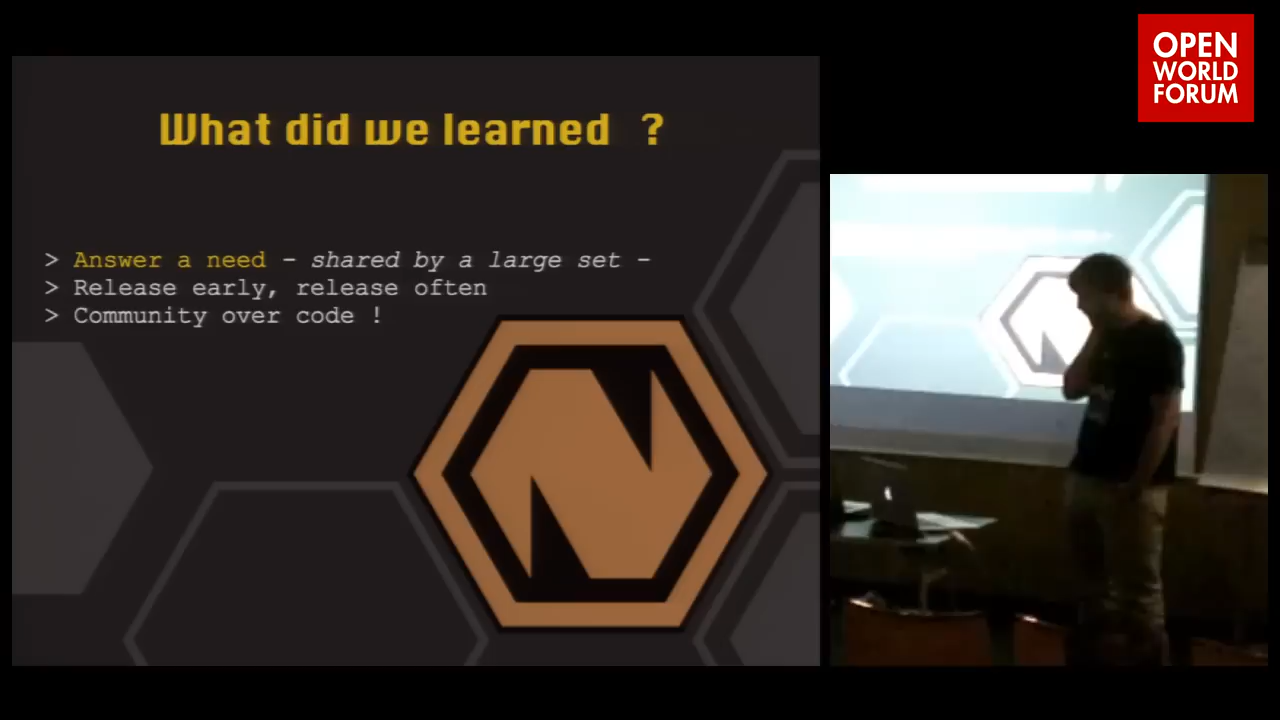 What did we learned ?
> Answer a need - shared by a large set -
> Release early, release often
> Community over code !
OPEN
WORLD
FORUM